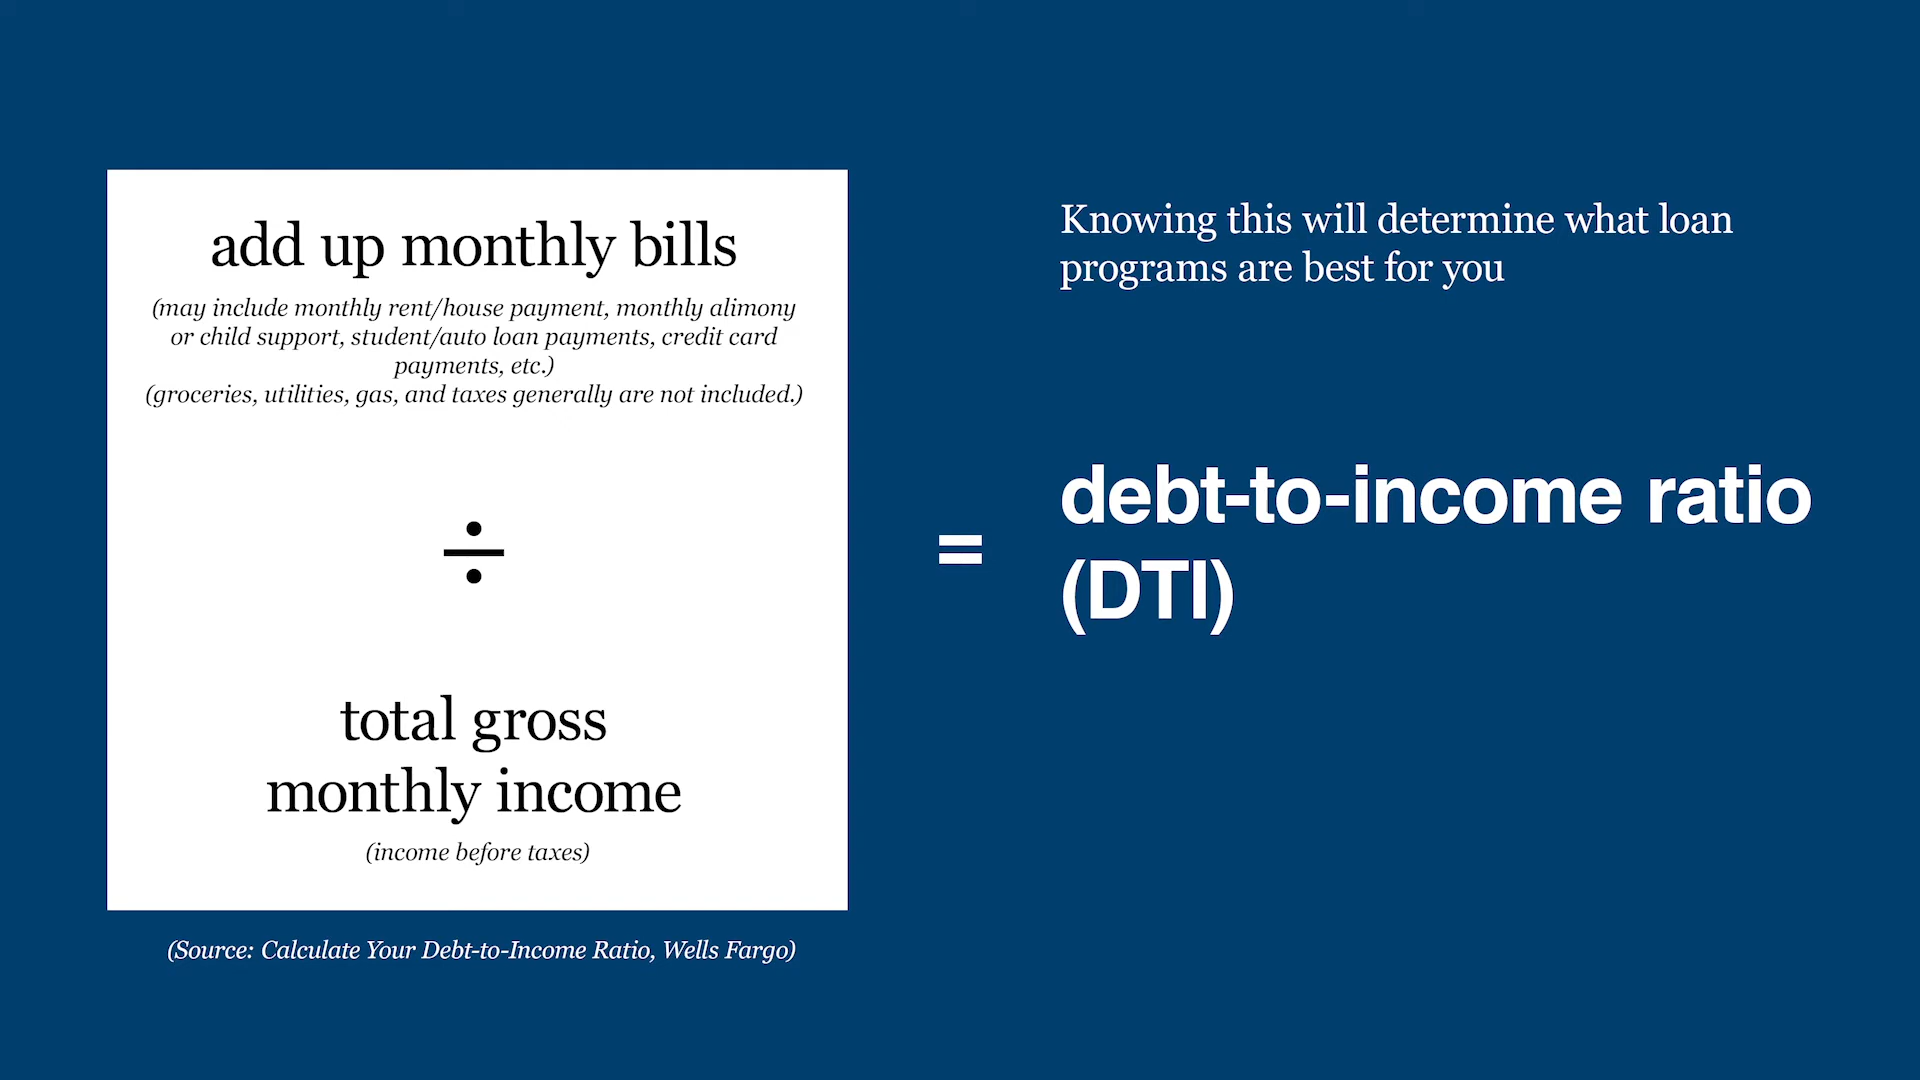 add up monthly bills
(may include monthly rent/house payment, monthly alimony
or child support, student/auto loan payments, credit card
payments, etc.)
(groceries, utilities, gas, and taxes generally are not included.)
÷
total gross
monthly income
(income before taxes)
(Source: Calculate Your Debt-to-Income Ratio, Wells Fargo)
=
Knowing this will determine what loan
programs are best for you
debt-to-income ratio
(DTI)